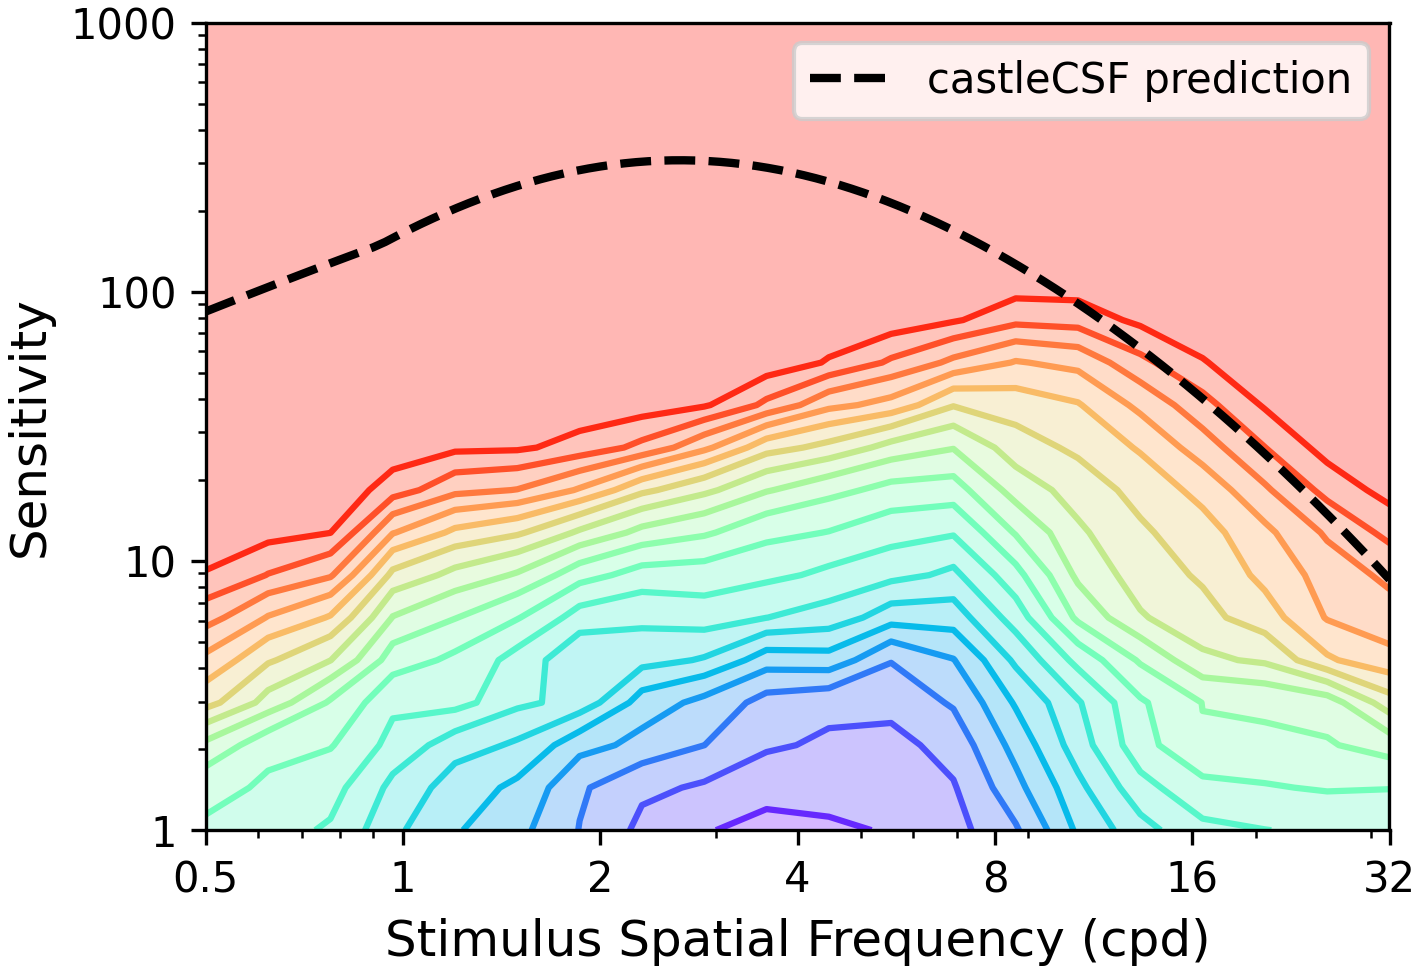 1000
100
10
1
Sensitivity
castleCSF prediction
0.5 1 2 4 8 16 32
Stimulus Spatial Frequency (cpd)